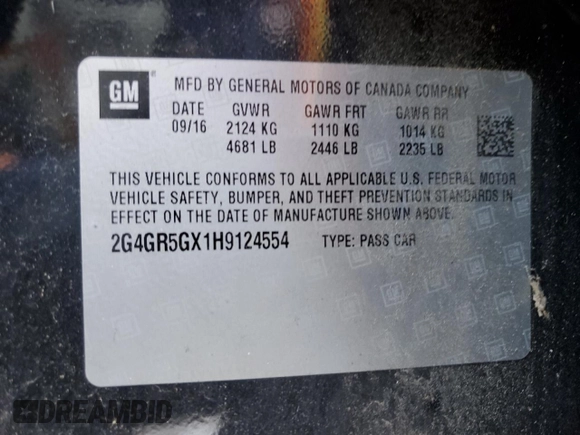 GM
MFD BY GENERAL MOTORS OF CANADA COMPANY
DATE GVWR GAWR FRT GAWR RR
09/16 2124 KG 1110 KG 1014 KG
4681 LB 2446 LB 2235 LB
THIS VEHICLE CONFORMS TO ALL APPLICABLE U.S. FEDERAL MOTOR
VEHICLE SAFETY, BUMPER, AND THEFT PREVENTION STANDARDS IN
EFFECT ON THE DATE OF MANUFACTURE SHOWN ABOVE.
2G4GR5GX1H9124554 TYPE: PASS CAR
DREAMBID